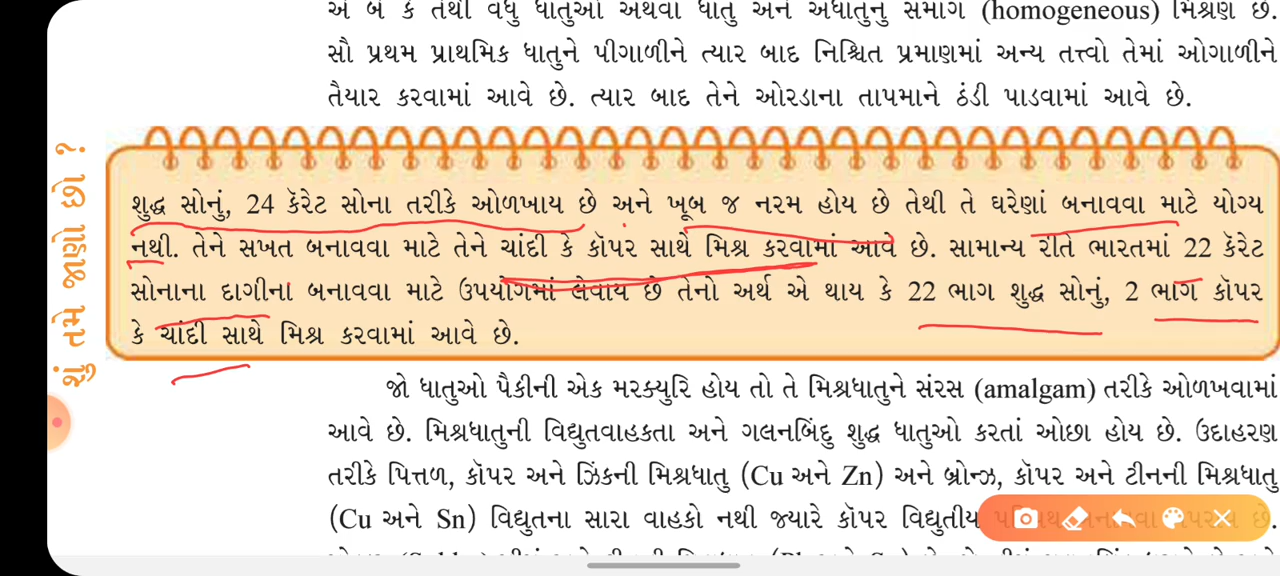 એ બે કે તેથી વધુ ધાતુઓ અથવા ધાતુ અને અધાતુનું સમાંગ (homogeneous) મિશ્રણ છે.
સૌ પ્રથમ પ્રાથમિક ધાતુને પીગાળીને ત્યાર બાદ નિશ્ચિત પ્રમાણમાં અન્ય તત્ત્વો તેમાં ઓગાળીને
તૈયાર કરવામાં આવે છે. ત્યાર બાદ તેને ઓરડાના તાપમાને ઠંડી પાડવામાં આવે છે.
શું તમે જાણો છો ?
શુદ્ધ સોનું, 24 કૅરેટ સોના તરીકે ઓળખાય છે અને ખૂબ જ નરમ હોય છે તેથી તે ઘરેણાં બનાવવા માટે યોગ્ય
નથી. તેને સખત બનાવવા માટે તેને ચાંદી કે કૉપર સાથે મિશ્ર કરવામાં આવે છે. સામાન્ય રીતે ભારતમાં 22 કૅરેટ
સોનાના દાગીનાં બનાવવા માટે ઉપયોગમાં લેવાય છે તેનો અર્થ એ થાય કે 22 ભાગ શુદ્ધ સોનું, 2 ભાગ કૉપર
કે ચાંદી સાથે મિશ્ર કરવામાં આવે છે.
જો ધાતુઓ પૈકીની એક મરક્યુરિ હોય તો તે મિશ્રધાતુને સંરસ (amalgam) તરીકે ઓળખવામાં
આવે છે. મિશ્રધાતુની વિદ્યુતવાહકતા અને ગલનબિંદુ શુદ્ધ ધાતુઓ કરતાં ઓછા હોય છે. ઉદાહરણ
તરીકે પિત્તળ, કૉપર અને ઝિંકની મિશ્રધાતુ (Cu અને Zn) અને બ્રોન્ઝ, કૉપર અને ટીનની મિશ્રધાતુ
(Cu અને Sn) વિદ્યુતના સારા વાહકો નથી જ્યારે કૉપર વિદ્યુતીય